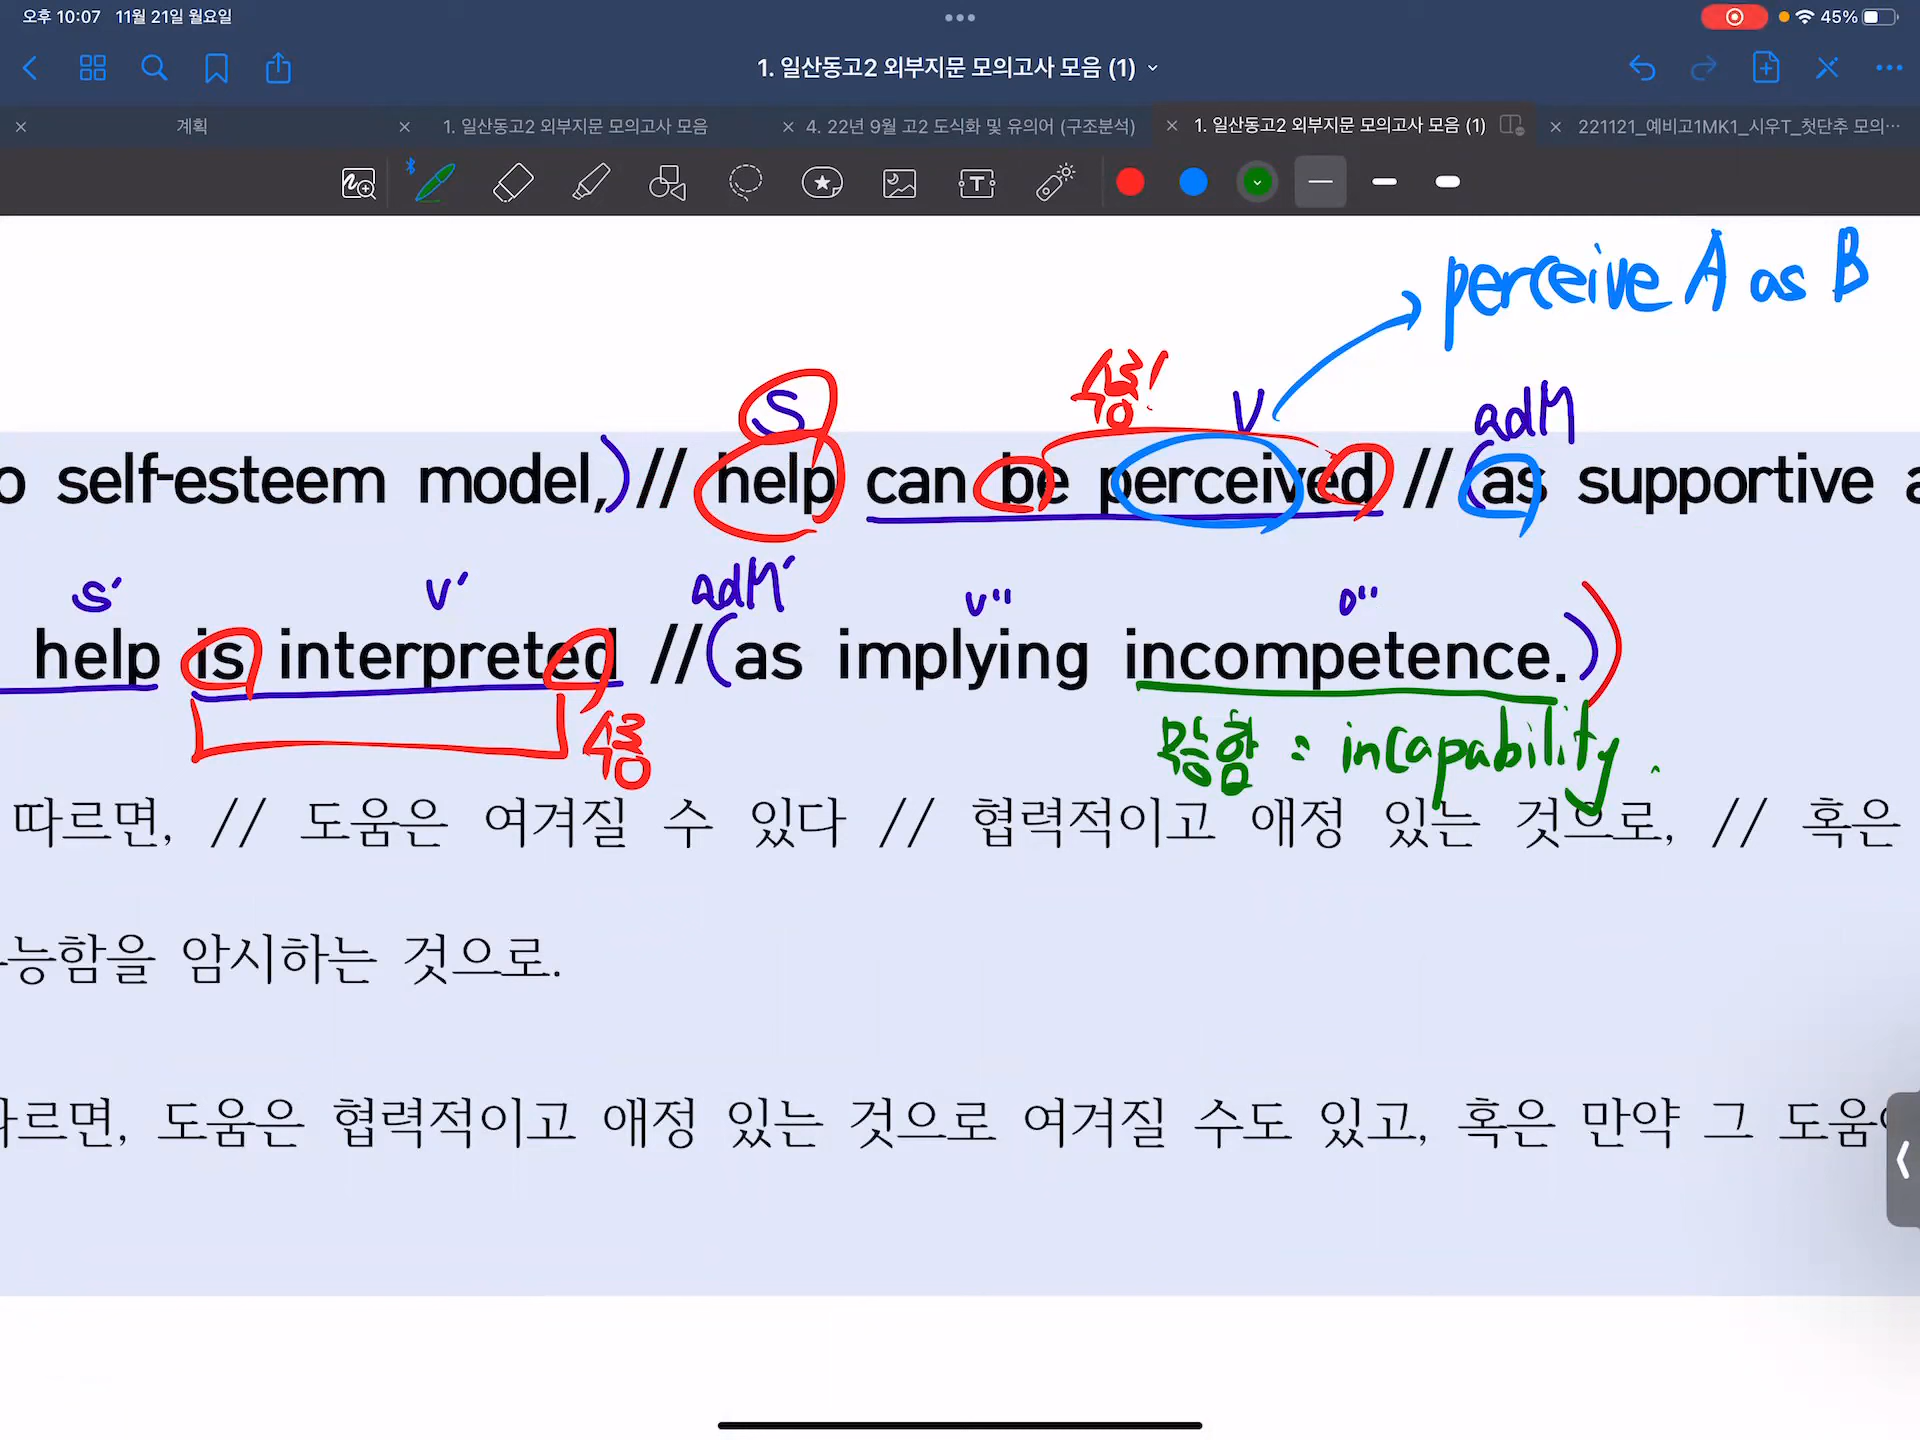 오후 10:07 11월 21일 월요일
45%
1. 일산동고2 외부지문 모의고사 모음 (1)
계획
1. 일산동고2 외부지문 모의고사 모음
4. 22년 9월 고2 도식화 및 유의어 (구조분석)
1. 일산동고2 외부지문 모의고사 모음 (1)
221121_예비고1MK1_시우T_첫단추 모의…
perceive A as B
수동!
S V adM
self-esteem model,) // help can be perceived // (as supportive
s' v' adM' v'' o''
help is interpreted // (as implying incompetence.)
수동
무능함 = incapability.
따르면, // 도움은 여겨질 수 있다 // 협력적이고 애정 있는 것으로, // 혹은
능함을 암시하는 것으로.
따르면, 도움은 협력적이고 애정 있는 것으로 여겨질 수도 있고, 혹은 만약 그 도움